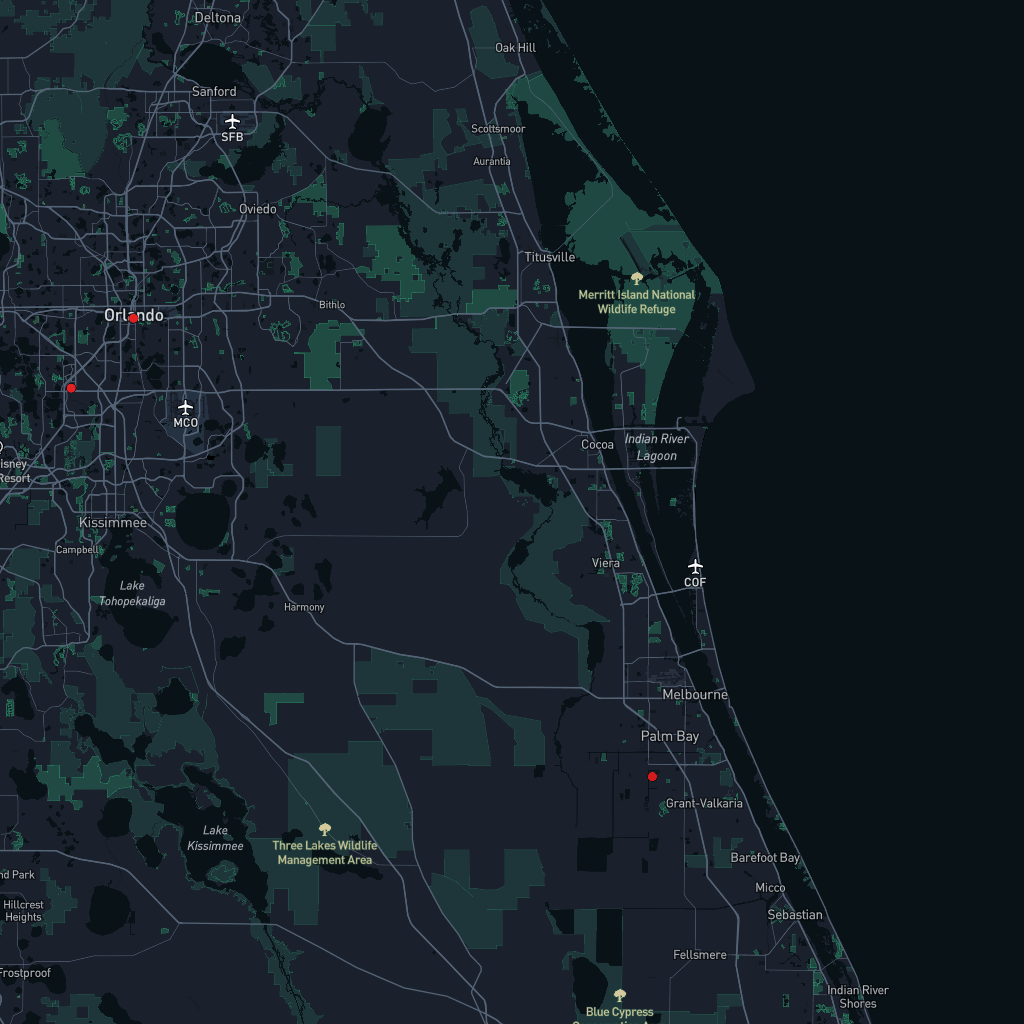 Deltona
Oak Hill
Sanford
SFB
Scottsmoor
Aurantia
Oviedo
Titusville
Merritt Island National
Wildlife Refuge
Bithlo
Orlando
MCO
Cocoa
Indian River
Lagoon
isney
Resort
Kissimmee
Campbell
Viera
COF
Lake
Tohopekaliga
Harmony
Melbourne
Palm Bay
Grant-Valkaria
Lake
Kissimmee
Three Lakes Wildlife
Management Area
Barefoot Bay
nd Park
Micco
Hillcrest
Heights
Sebastian
Fellsmere
Frostproof
Indian River
Shores
Blue Cypress